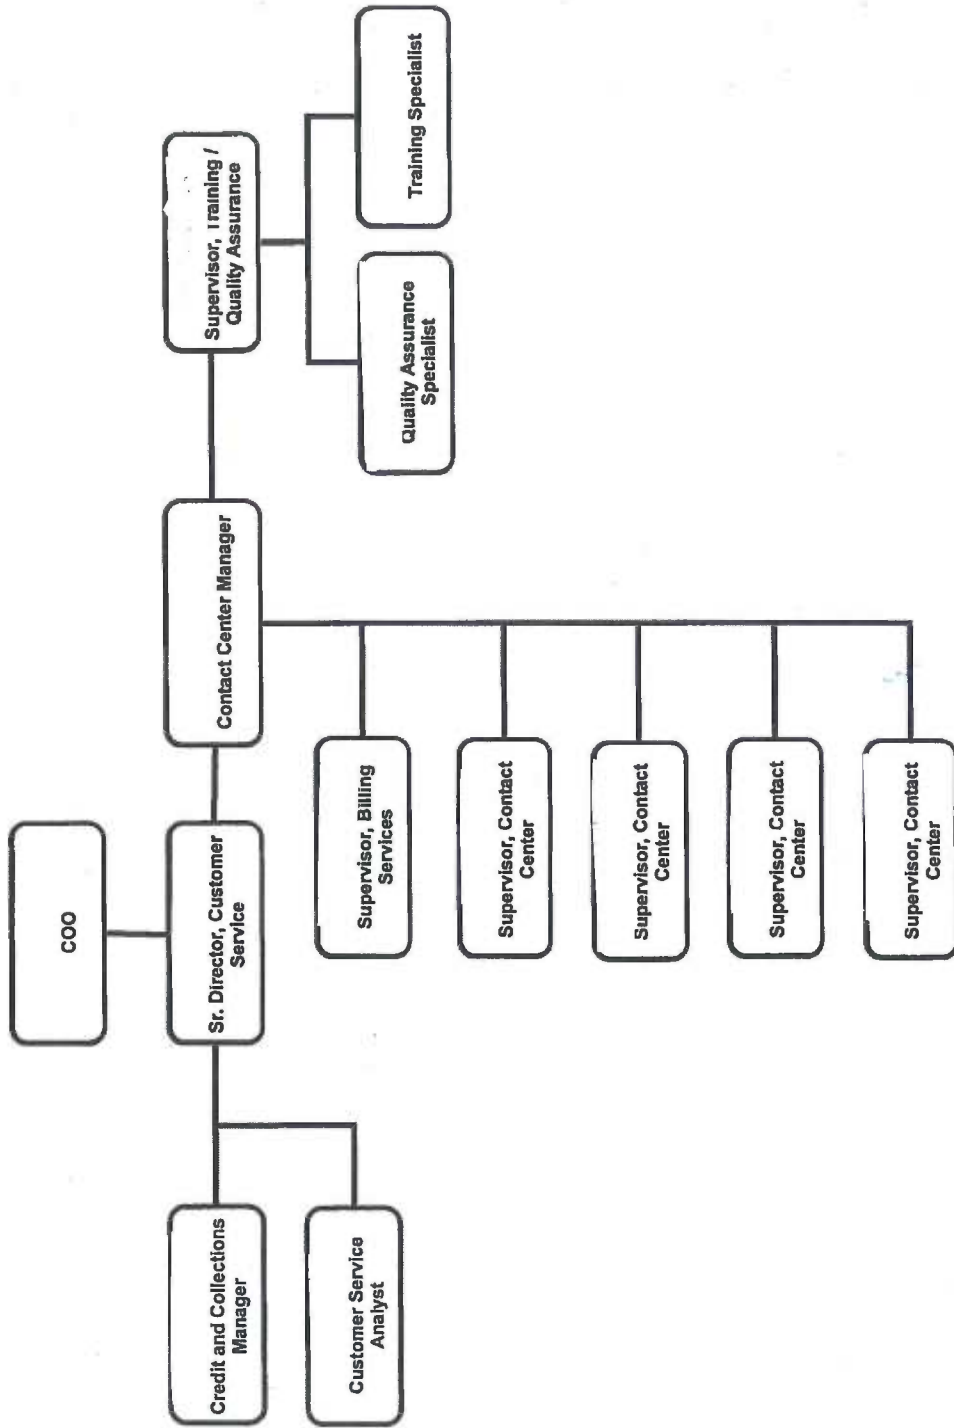 COO
Sr. Director, Customer
Service
Credit and Collections
Manager
Customer Service
Analyst
Contact Center Manager
Supervisor, Training /
Quality Assurance
Supervisor, Billing
Services
Supervisor, Contact
Center
Supervisor, Contact
Center
Supervisor, Contact
Center
Supervisor, Contact
Center
Quality Assurance
Specialist
Training Specialist